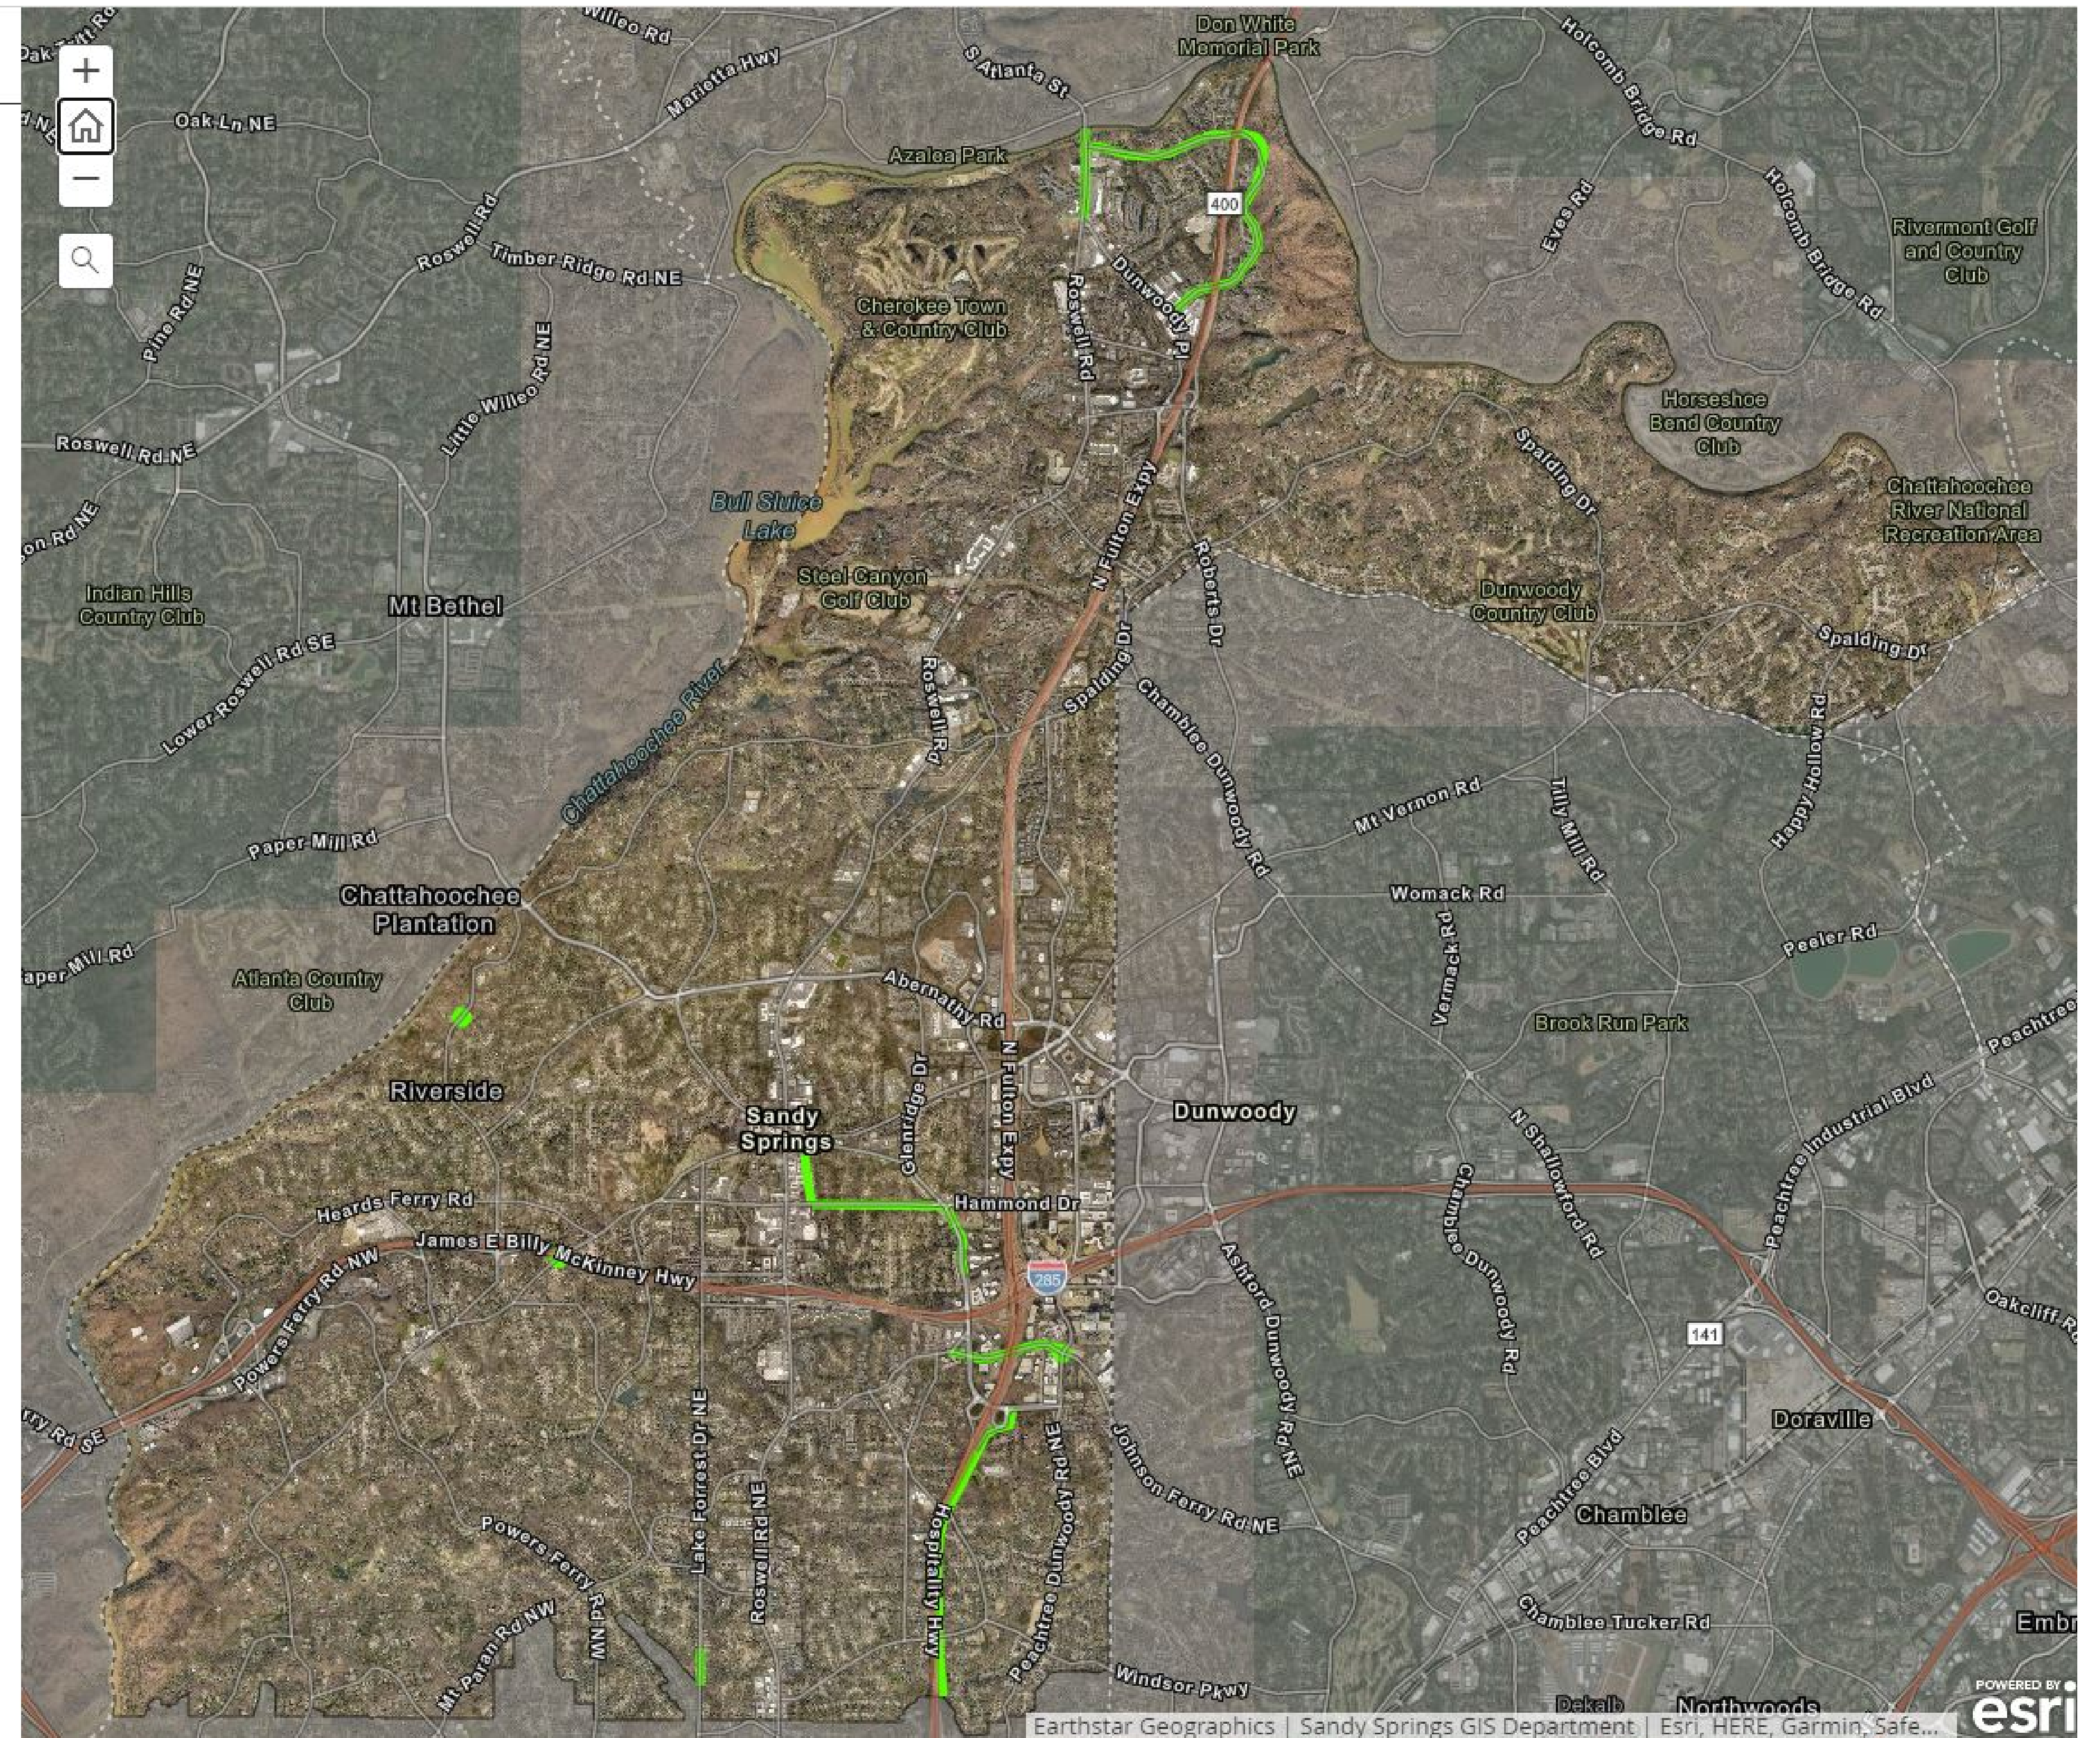 Willeo Rd
Don White
Memorial Park
Holcomb Bridge Rd
Marietta Hwy
S Atlanta St
Oak Ln NE
Azalea Park
400
Holcomb Bridge Rd
Eves Rd
Rivermont Golf
and Country
Club
Roswell Rd
Timber Ridge Rd NE
Pine Rd NE
Dunwoody Pl
Roswell Rd
Cherokee Town
& Country Club
Little Willeo Rd NE
Horseshoe
Bend Country
Club
Roswell Rd NE
Spalding Dr
Chattahoochee
River National
Recreation Area
Bull Sluice
Lake
son Rd NE
N Fulton Expy
Roberts Dr
Steel Canyon
Golf Club
Indian Hills
Country Club
Mt Bethel
Dunwoody
Country Club
Spalding Dr
Lower Roswell Rd SE
Roswell Rd
Spalding Dr
Chattahoochee River
Chamblee Dunwoody Rd
Happy Hollow Rd
Mt Vernon Rd
Tilly Mill Rd
Paper Mill Rd
Chattahoochee
Plantation
Womack Rd
Vermack Rd
Peeler Rd
aper Mill Rd
Atlanta Country
Club
Abernathy Rd
Brook Run Park
Peachtree
N Fulton Expy
Riverside
Glenridge Dr
Sandy
Springs
Dunwoody
Peachtree Industrial Blvd
N Shallowford Rd
Heards Ferry Rd
Hammond Dr
James E Billy McKinney Hwy
Chamblee Dunwoody Rd
285
Powers Ferry Rd NW
Ashford Dunwoody Rd NE
Oakcliff Rd
141
rry Rd SE
Lake Forrest Dr NE
Doraville
Johnson Ferry Rd NE
Peachtree Blvd
Roswell Rd NE
Peachtree Dunwoody Rd NE
Hospitality Hwy
Chamblee
Powers Ferry Rd NW
Mt Paran Rd NW
Chamblee Tucker Rd
Embr
Windsor Pkwy
Dekalb
Northwoods
POWERED BY
esri
Earthstar Geographics | Sandy Springs GIS Department | Esri, HERE, Garmin, Safe...